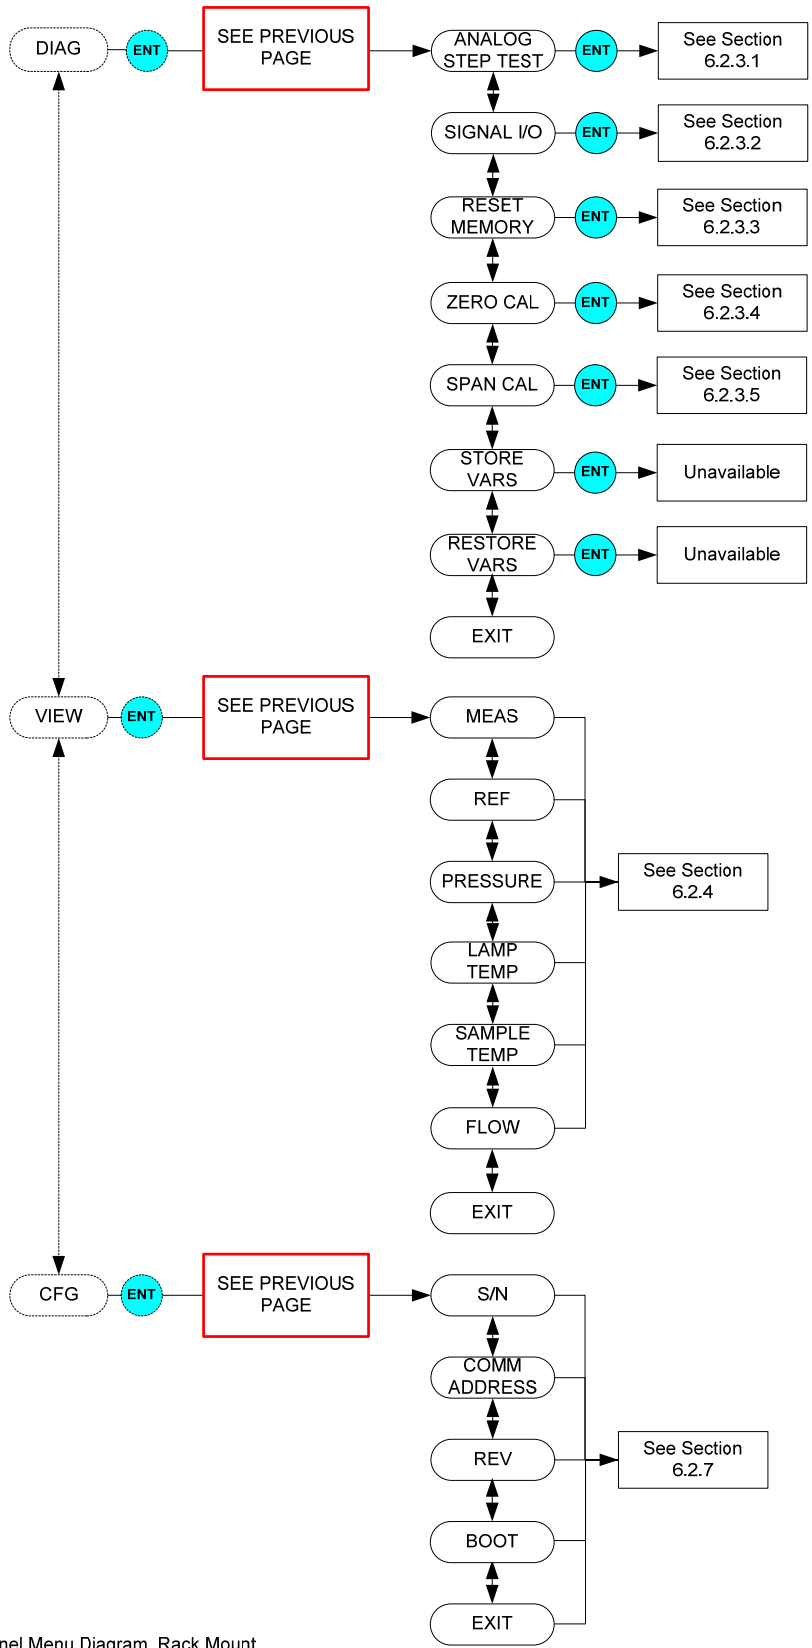 DIAG
ENT
SEE PREVIOUS
PAGE
ANALOG
STEP TEST
ENT
See Section
6.2.3.1
SIGNAL I/O
ENT
See Section
6.2.3.2
RESET
MEMORY
ENT
See Section
6.2.3.3
ZERO CAL
ENT
See Section
6.2.3.4
SPAN CAL
ENT
See Section
6.2.3.5
STORE
VARS
ENT
Unavailable
RESTORE
VARS
ENT
Unavailable
EXIT
VIEW
ENT
SEE PREVIOUS
PAGE
MEAS
REF
PRESSURE
See Section
6.2.4
LAMP
TEMP
SAMPLE
TEMP
FLOW
EXIT
CFG
ENT
SEE PREVIOUS
PAGE
S/N
COMM
ADDRESS
REV
See Section
6.2.7
BOOT
EXIT
Menu Diagram, Rack Mount